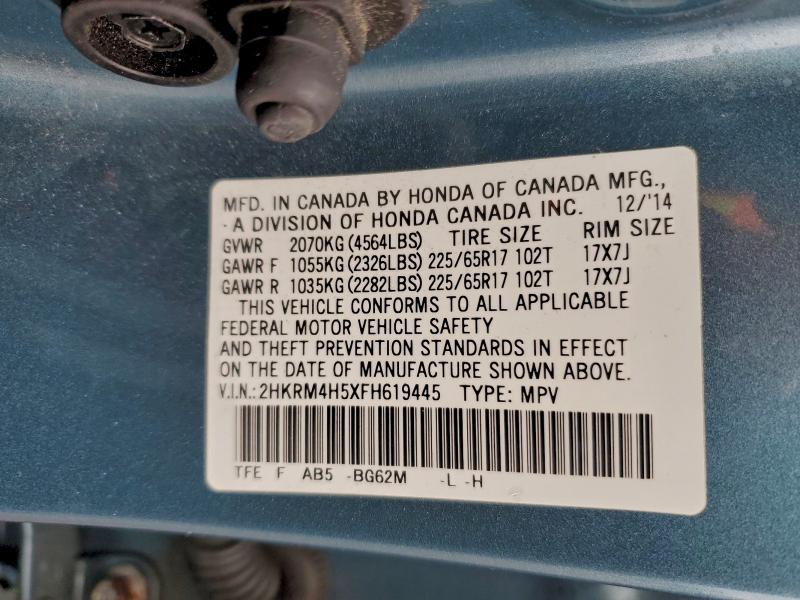 MFD. IN CANADA BY HONDA OF CANADA MFG.,
- A DIVISION OF HONDA CANADA INC. 12/'14
GVWR 2070KG (4564LBS) TIRE SIZE RIM SIZE
GAWR F 1055KG (2326LBS) 225/65R17 102T 17X7J
GAWR R 1035KG (2282LBS) 225/65R17 102T 17X7J
THIS VEHICLE CONFORMS TO ALL APPLICABLE
FEDERAL MOTOR VEHICLE SAFETY
AND THEFT PREVENTION STANDARDS IN EFFECT
ON THE DATE OF MANUFACTURE SHOWN ABOVE.
V.I.N.: 2HKRM4H5XFH619445 TYPE: MPV
TFE F AB5 -BG62M -L -H